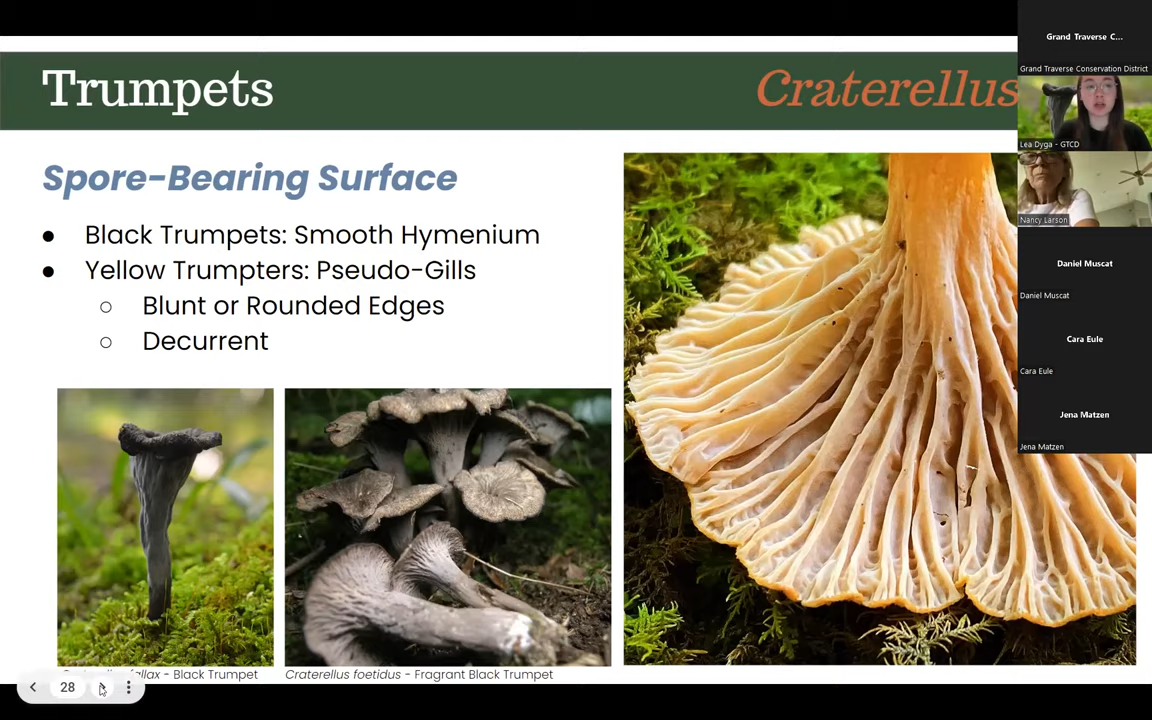 Trumpets
Craterellus
Spore-Bearing Surface
● Black Trumpets: Smooth Hymenium
● Yellow Trumpters: Pseudo-Gills
○ Blunt or Rounded Edges
○ Decurrent
fallax - Black Trumpet
Craterellus foetidus - Fragrant Black Trumpet
28
Grand Traverse C...
Grand Traverse Conservation District
Lea Dyga - GTCD
Nancy Larson
Daniel Muscat
Daniel Muscat
Cara Eule
Cara Eule
Jena Matzen
Jena Matzen